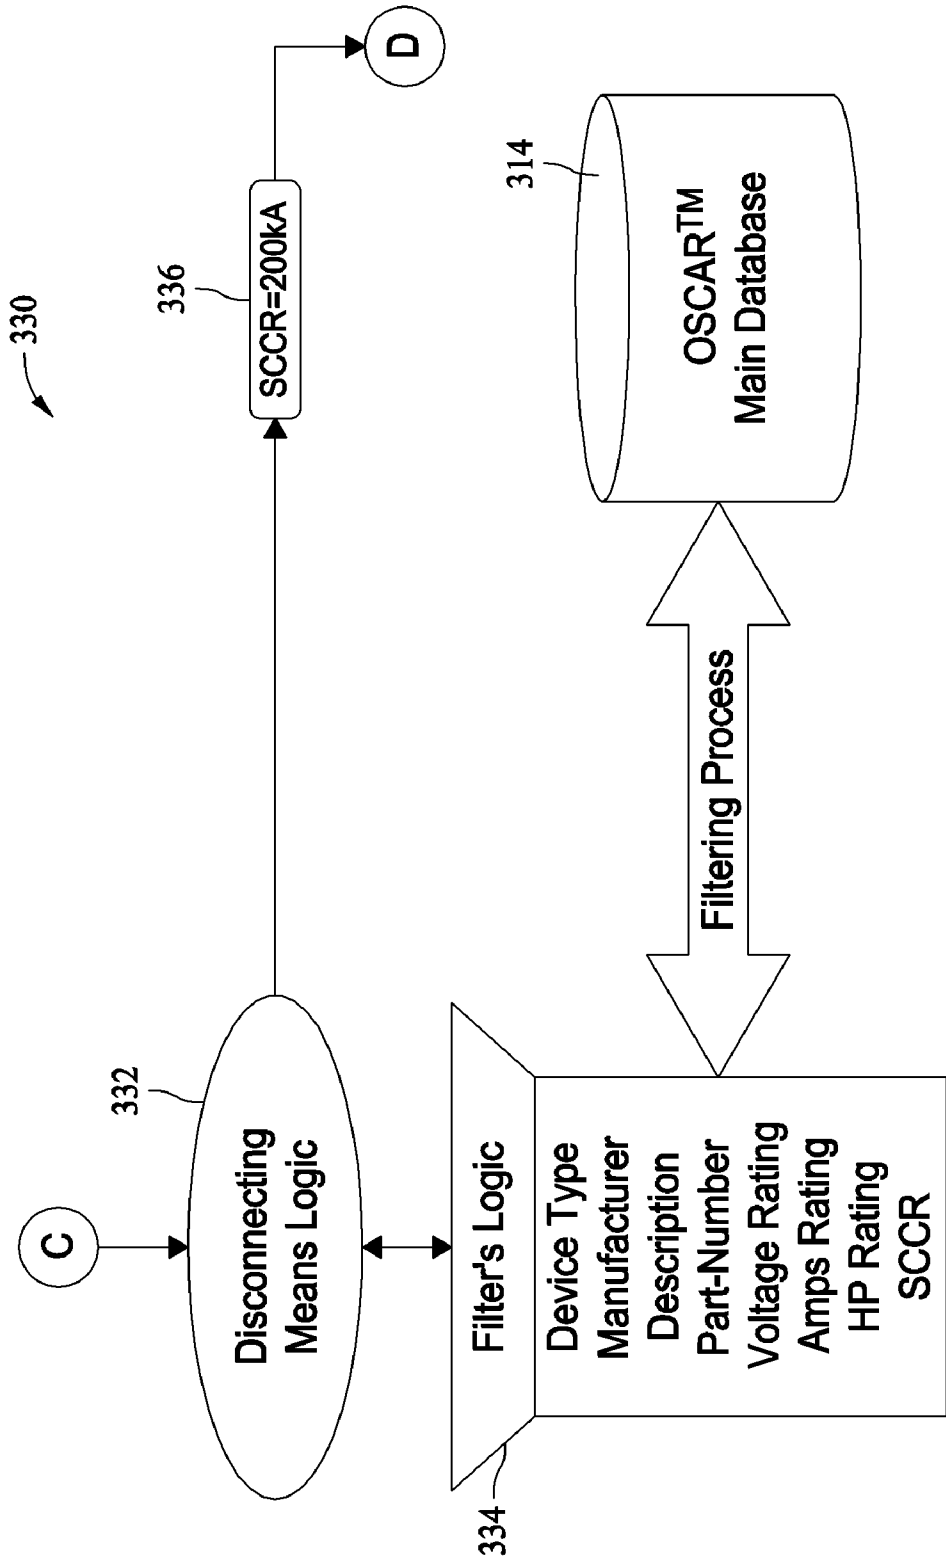 330
C
332
Disconnecting
Means Logic
336
SCCR=200kA
D
334
Filter's Logic
Device Type
Manufacturer
Description
Part-Number
Voltage Rating
Amps Rating
HP Rating
SCCR
Filtering Process
314
OSCAR™
Main Database